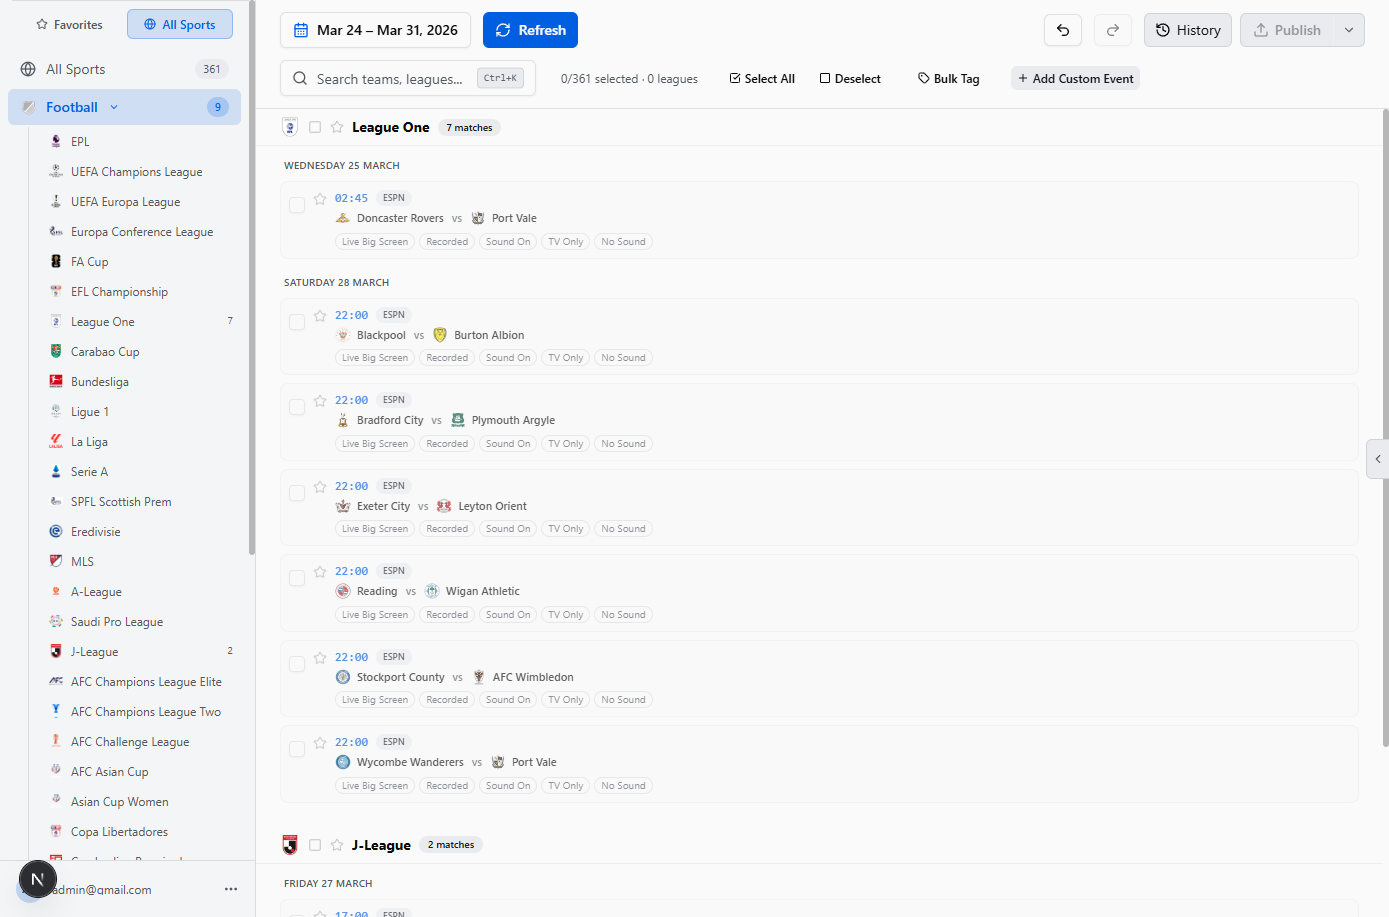 Favorites
All Sports
All Sports 361
Football 9
EPL
UEFA Champions League
UEFA Europa League
Europa Conference League
FA Cup
EFL Championship
League One 7
Carabao Cup
Bundesliga
Ligue 1
La Liga
Serie A
SPFL Scottish Prem
Eredivisie
MLS
A-League
Saudi Pro League
J-League 2
AFC Champions League Elite
AFC Champions League Two
AFC Challenge League
AFC Asian Cup
Asian Cup Women
Copa Libertadores
N
admin@gmail.com
Mar 24 – Mar 31, 2026
Refresh
History
Publish
Search teams, leagues... Ctrl+K
0/361 selected · 0 leagues
Select All
Deselect
Bulk Tag
+ Add Custom Event
League One 7 matches
WEDNESDAY 25 MARCH
02:45 ESPN
Doncaster Rovers vs Port Vale
Live Big Screen Recorded Sound On TV Only No Sound
SATURDAY 28 MARCH
22:00 ESPN
Blackpool vs Burton Albion
Live Big Screen Recorded Sound On TV Only No Sound
22:00 ESPN
Bradford City vs Plymouth Argyle
Live Big Screen Recorded Sound On TV Only No Sound
22:00 ESPN
Exeter City vs Leyton Orient
Live Big Screen Recorded Sound On TV Only No Sound
22:00 ESPN
Reading vs Wigan Athletic
Live Big Screen Recorded Sound On TV Only No Sound
22:00 ESPN
Stockport County vs AFC Wimbledon
Live Big Screen Recorded Sound On TV Only No Sound
22:00 ESPN
Wycombe Wanderers vs Port Vale
Live Big Screen Recorded Sound On TV Only No Sound
J-League 2 matches
FRIDAY 27 MARCH
17:00 ESPN